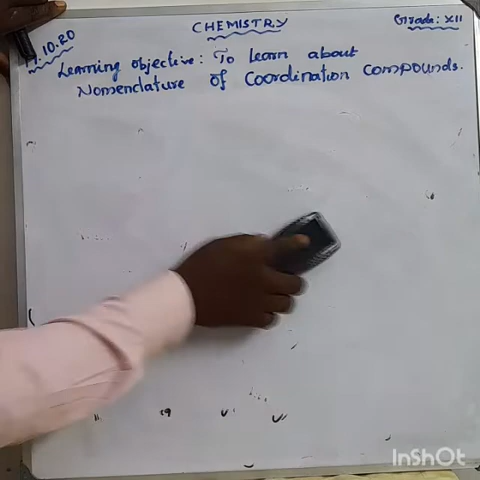 CHEMISTRY
Grade: XII
.10.20
Learning objective: To learn about
Nomenclature of Coordination compounds.
InShOt